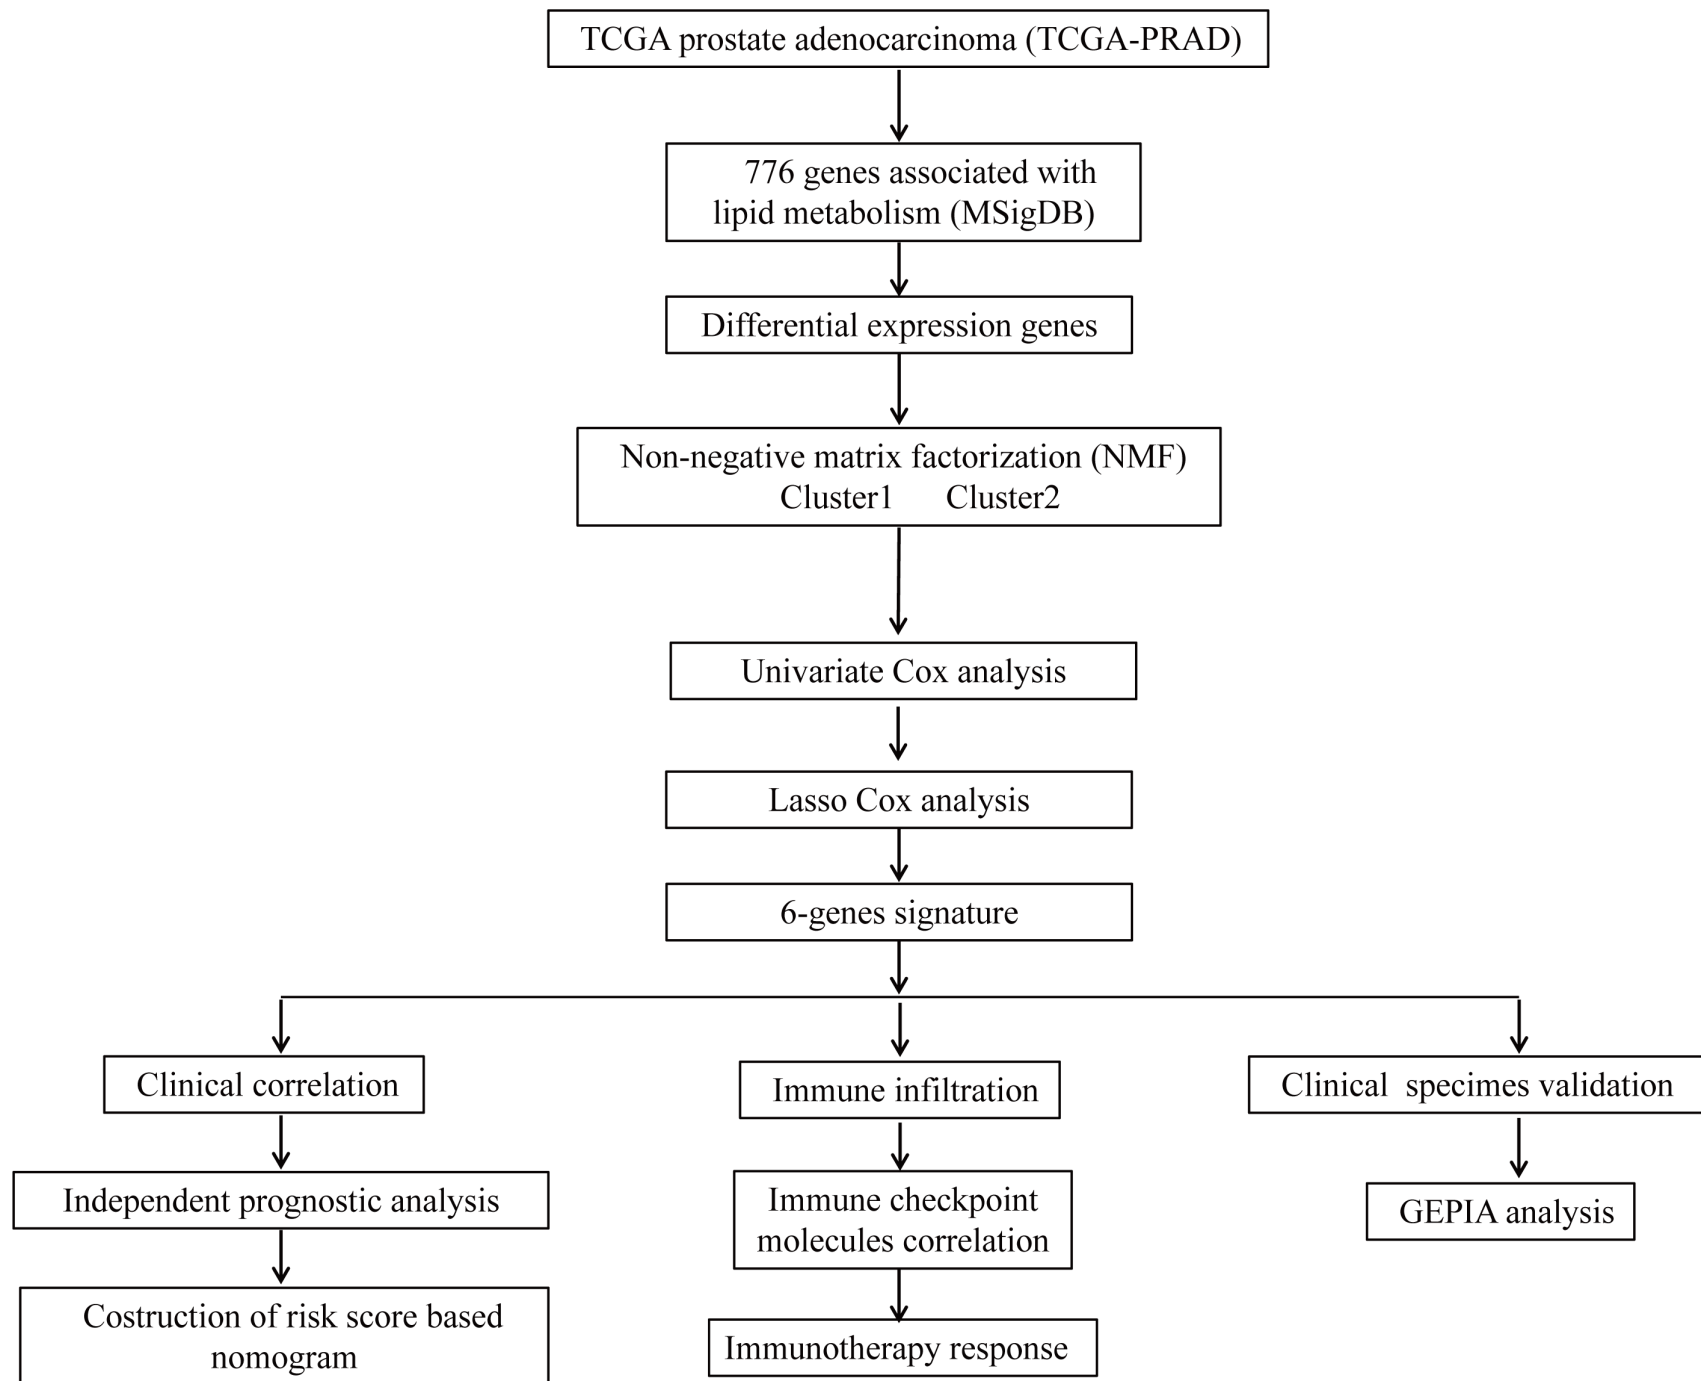 TCGA prostate adenocarcinoma (TCGA-PRAD)
776 genes associated with
lipid metabolism (MSigDB)
Differential expression genes
Non-negative matrix factorization (NMF)
Cluster1 Cluster2
Univariate Cox analysis
Lasso Cox analysis
6-genes signature
Clinical correlation
Independent prognostic analysis
Costruction of risk score based
nomogram
Immune infiltration
Immune checkpoint
molecules correlation
Immunotherapy response
Clinical specimes validation
GEPIA analysis